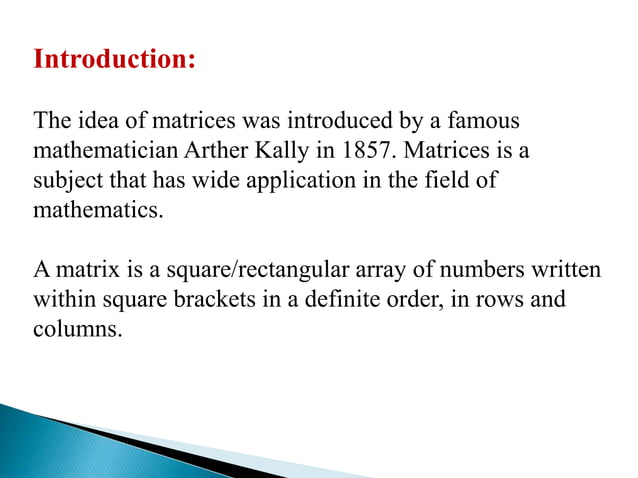 Introduction:
The idea of matrices was introduced by a famous
mathematician Arther Kally in 1857. Matrices is a
subject that has wide application in the field of
mathematics.
A matrix is a square/rectangular array of numbers written
within square brackets in a definite order, in rows and
columns.